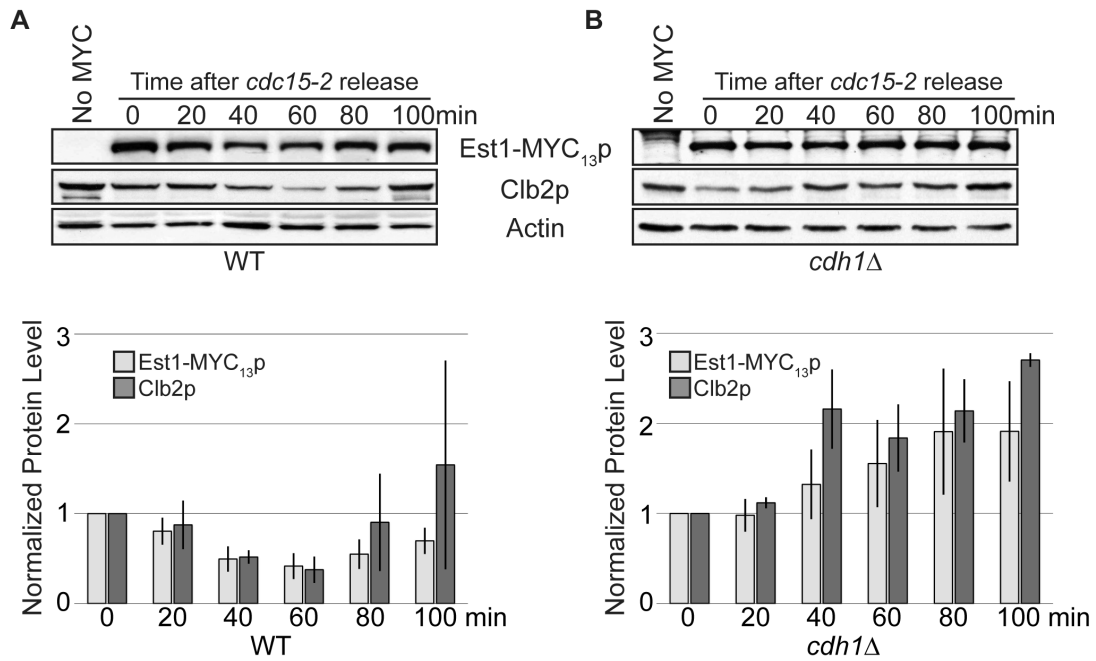 A
No MYC
Time after cdc15-2 release
0 20 40 60 80 100min
Est1-MYC13p
Clb2p
Actin
WT
B
No MYC
Time after cdc15-2 release
0 20 40 60 80 100min
cdh1Δ
Normalized Protein Level
3
2
1
0
Est1-MYC13p
Clb2p
0 20 40 60 80 100 min
WT
Normalized Protein Level
3
2
1
0
Est1-MYC13p
Clb2p
0 20 40 60 80 100 min
cdh1Δ